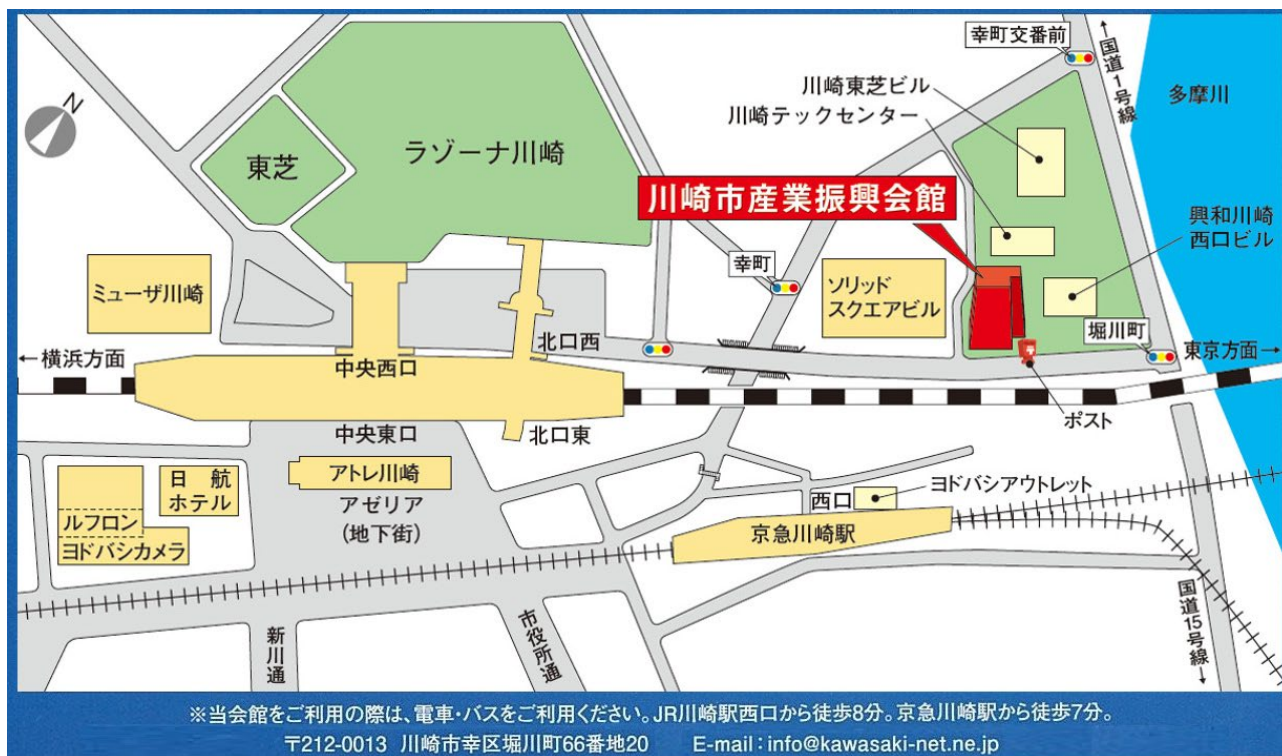 幸町交番前
←国道1号線
多摩川
N
川崎東芝ビル
川崎テックセンター
ラゾーナ川崎
東芝
川崎市産業振興会館
興和川崎
西口ビル
幸町
ソリッド
スクエアビル
ミューザ川崎
堀川町
北口西
←横浜方面
東京方面→
中央西口
ポスト
中央東口
北口東
日航
ホテル
アトレ川崎
ヨドバシアウトレット
西口
アゼリア
(地下街)
ルフロン
ヨドバシカメラ
京急川崎駅
国道15号線→
新川通
市役所通
※当会館をご利用の際は、電車・バスをご利用ください。JR川崎駅西口から徒歩8分。京急川崎駅から徒歩7分。
〒212-0013 川崎市幸区堀川町66番地20 E-mail：info@kawasaki-net.ne.jp